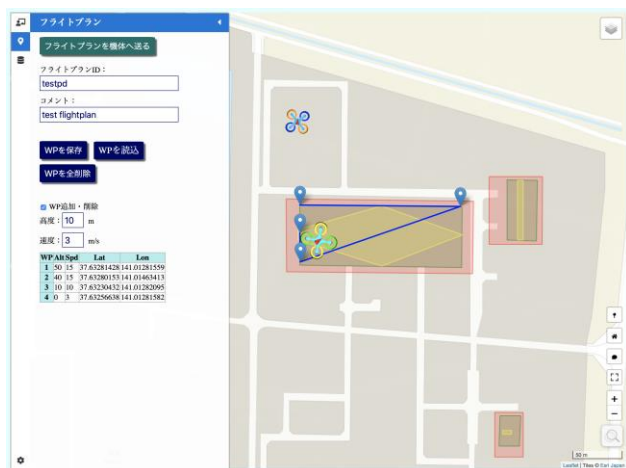 フライトプラン
フライトプランを機体へ送る
フライトプランID：
testpd
コメント：
test flightplan
WPを保存 WPを読込
WPを全削除
WP追加・削除
高度： 10 m
速度： 3 m/s
WP Alt Spd Lat Lon
1 50 15 37.63281428 141.01281559
2 40 15 37.63280153 141.01463413
3 10 10 37.63230432 141.01282095
4 0 3 37.63256638 141.01281582
+
−
50 m
Leaflet | Tiles © Esri Japan